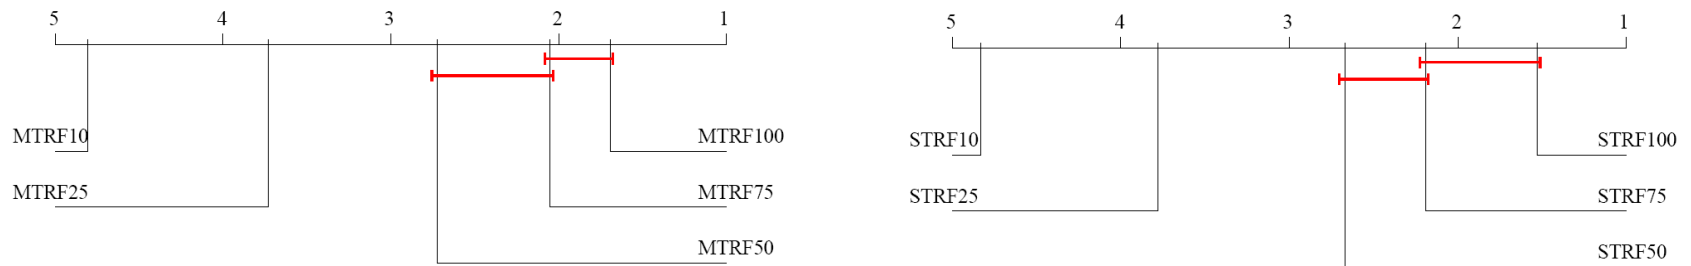 5 4 3 2 1
MTRF10 MTRF100
MTRF25 MTRF75
MTRF50
5 4 3 2 1
STRF10 STRF100
STRF25 STRF75
STRF50